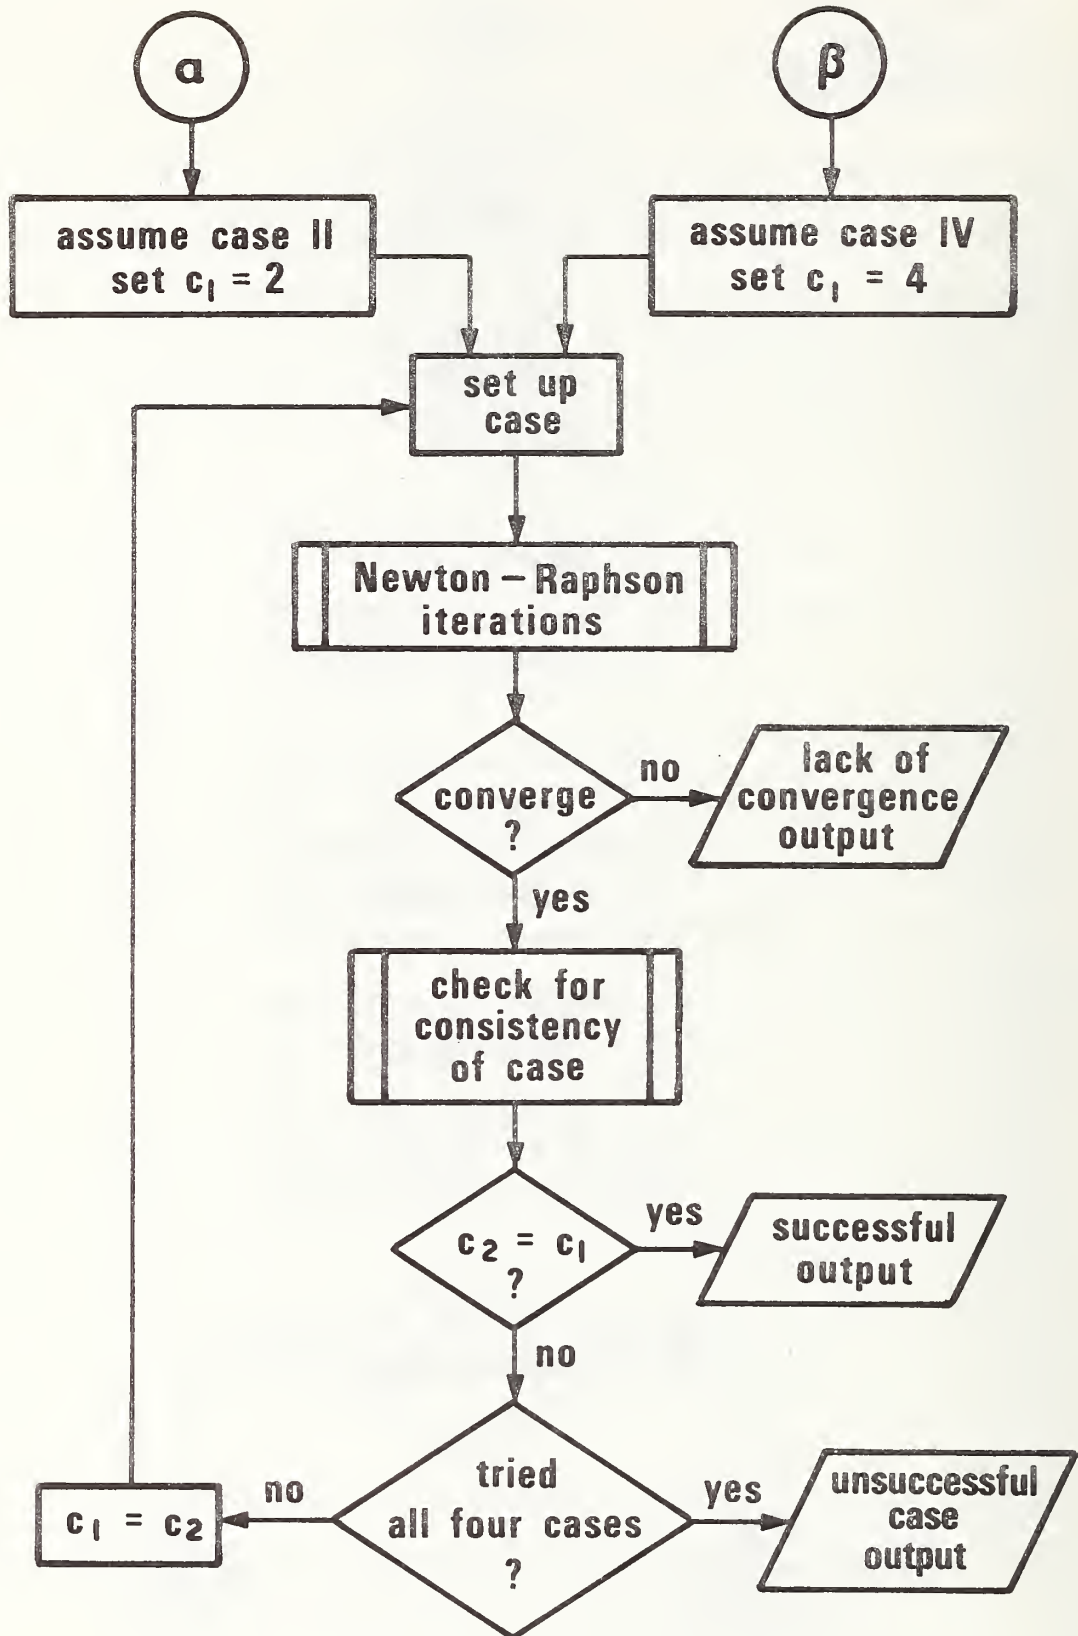 α
β
assume case II
set c₁ = 2
assume case IV
set c₁ = 4
set up
case
Newton – Raphson
iterations
converge
?
no
lack of
convergence
output
yes
check for
consistency
of case
c₂ = c₁
?
yes
successful
output
no
tried
all four cases
?
no
c₁ = c₂
yes
unsuccessful
case
output